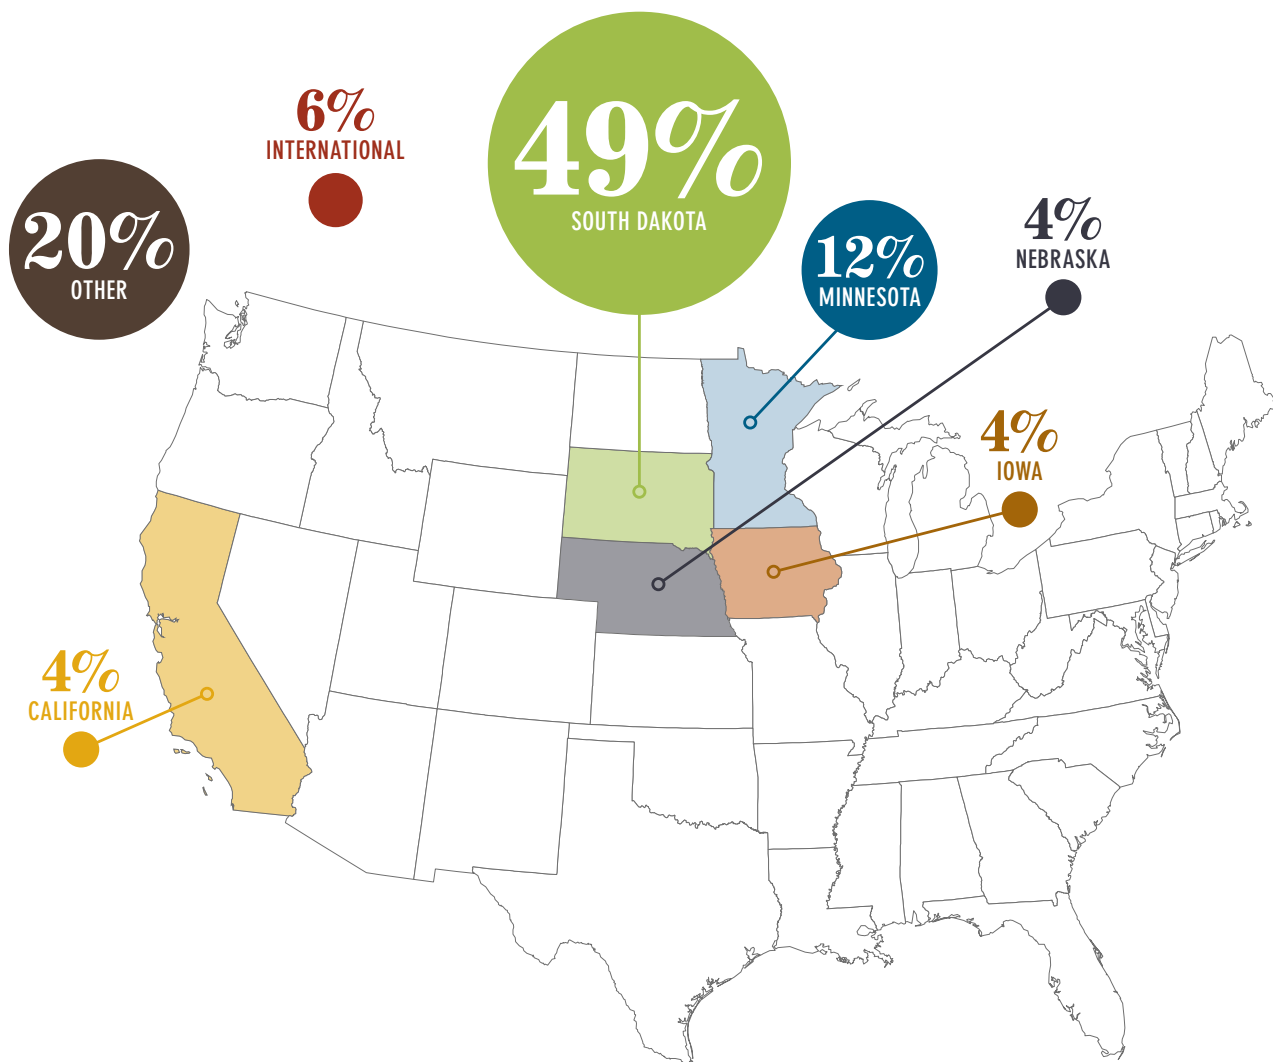 6%
INTERNATIONAL
49%
SOUTH DAKOTA
20%
OTHER
12%
MINNESOTA
4%
NEBRASKA
4%
IOWA
4%
CALIFORNIA